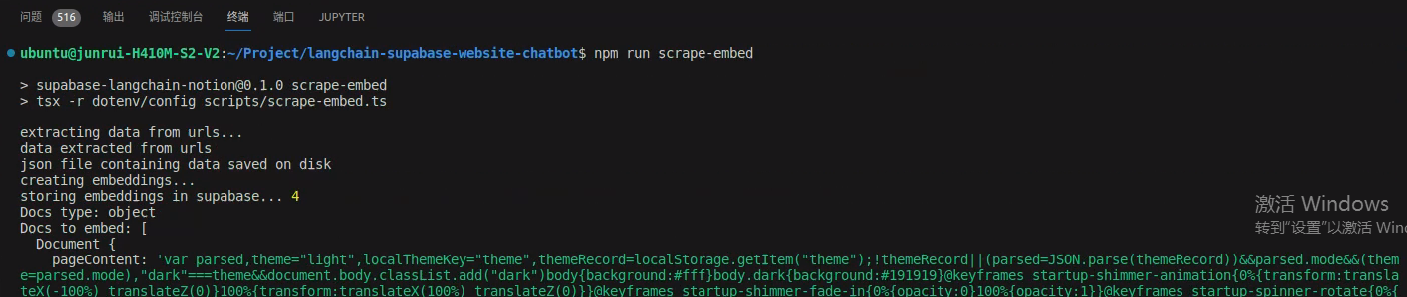 问题 516 输出 调试控制台 终端 端口 JUPYTER
ubuntu@junrui-H410M-S2-V2:~/Project/langchain-supabase-website-chatbot$ npm run scrape-embed
> supabase-langchain-notion@0.1.0 scrape-embed
> tsx -r dotenv/config scripts/scrape-embed.ts
extracting data from urls...
data extracted from urls
json file containing data saved on disk
creating embeddings...
storing embeddings in supabase... 4
激活 Windows
Docs type: object
Docs to embed: [
转到"设置"以激活 Win
Document {
pageContent: 'var parsed,theme="light",localThemeKey="theme",themeRecord=localStorage.getItem("theme");!themeRecord||(parsed=JSON.parse(themeRecord))&&parsed.mode&&(them
e=parsed.mode),"dark"===theme&&document.body.classList.add("dark")body{background:#fff}body.dark{background:#191919}@keyframes startup-shimmer-animation{0%{transform:transla
teX(-100%) translateZ(0)}100%{transform:translateX(100%) translateZ(0)}}@keyframes startup-shimmer-fade-in{0%{opacity:0}100%{opacity:1}}@keyframes startup-spinner-rotate{0%{